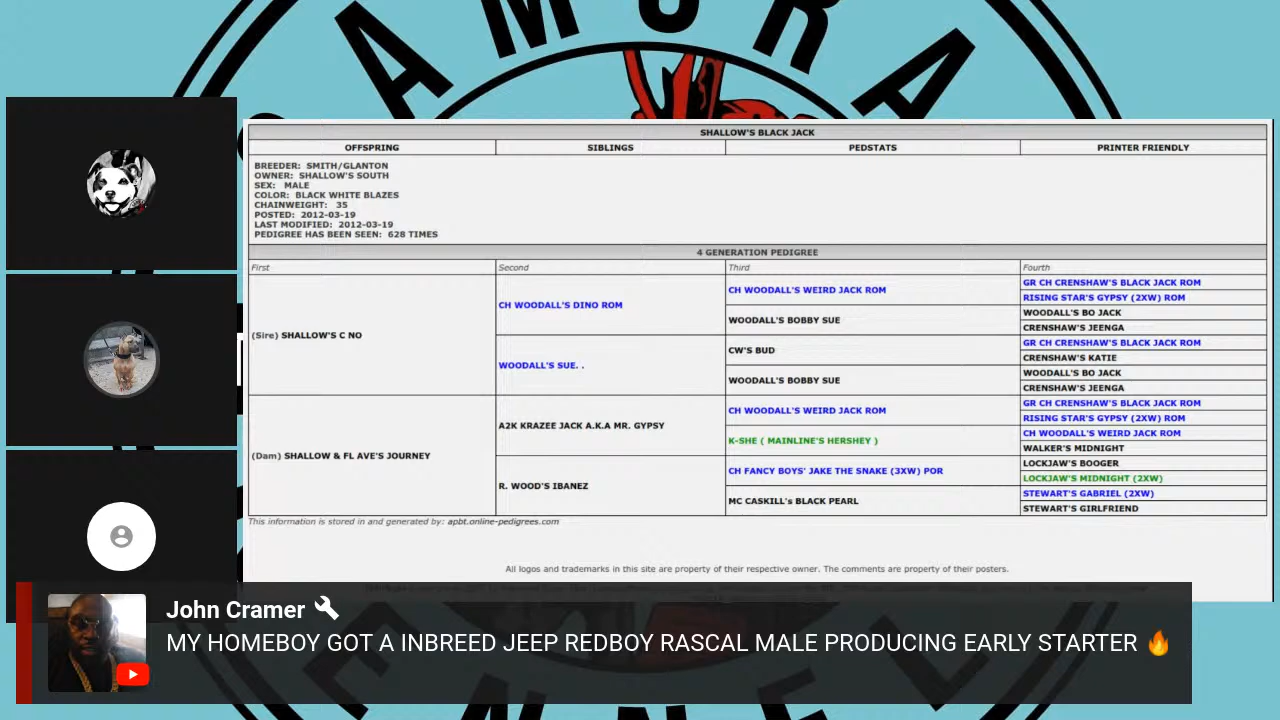 SAMURAI
SHALLOW'S BLACK JACK
OFFSPRING SIBLINGS PEDSTATS PRINTER FRIENDLY
BREEDER: SMITH/GLANTON
OWNER: SHALLOW'S SOUTH
SEX: MALE
COLOR: BLACK WHITE BLAZES
CHAINWEIGHT: 35
POSTED: 2012-03-19
LAST MODIFIED: 2012-03-19
PEDIGREE HAS BEEN SEEN: 628 TIMES
4 GENERATION PEDIGREE
First Second Third Fourth
(Sire) SHALLOW'S C NO
CH WOODALL'S DINO ROM
CH WOODALL'S WEIRD JACK ROM
GR CH CRENSHAW'S BLACK JACK ROM
RISING STAR'S GYPSY (2XW) ROM
WOODALL'S BOBBY SUE
WOODALL'S BO JACK
CRENSHAW'S JEENGA
WOODALL'S SUE. .
CW'S BUD
GR CH CRENSHAW'S BLACK JACK ROM
CRENSHAW'S KATIE
WOODALL'S BOBBY SUE
WOODALL'S BO JACK
CRENSHAW'S JEENGA
(Dam) SHALLOW & FL AVE'S JOURNEY
A2K KRAZEE JACK A.K.A MR. GYPSY
CH WOODALL'S WEIRD JACK ROM
GR CH CRENSHAW'S BLACK JACK ROM
RISING STAR'S GYPSY (2XW) ROM
K-SHE ( MAINLINE'S HERSHEY )
CH WOODALL'S WEIRD JACK ROM
WALKER'S MIDNIGHT
R. WOOD'S IBANEZ
CH FANCY BOYS' JAKE THE SNAKE (3XW) POR
LOCKJAW'S BOOGER
LOCKJAW'S MIDNIGHT (2XW)
MC CASKILL's BLACK PEARL
STEWART'S GABRIEL (2XW)
STEWART'S GIRLFRIEND
This information is stored in and generated by: apbt.online-pedigrees.com
All logos and trademarks in this site are property of their respective owner. The comments are property of their posters.
John Cramer
MY HOMEBOY GOT A INBREED JEEP REDBOY RASCAL MALE PRODUCING EARLY STARTER 🔥